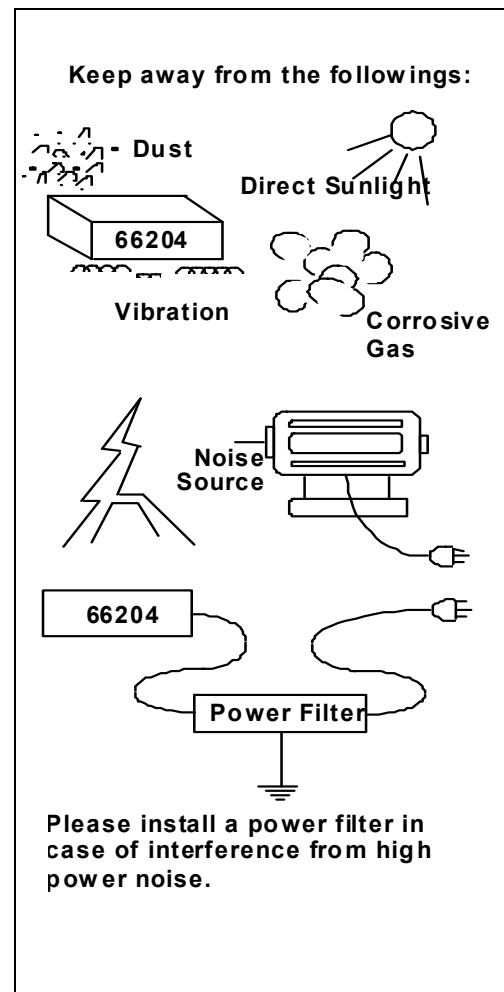 Keep away from the followings:
Dust
Direct Sunlight
66204
Vibration
Corrosive
Gas
Noise
Source
66204
Power Filter
Please install a power filter in
case of interference from high
power noise.